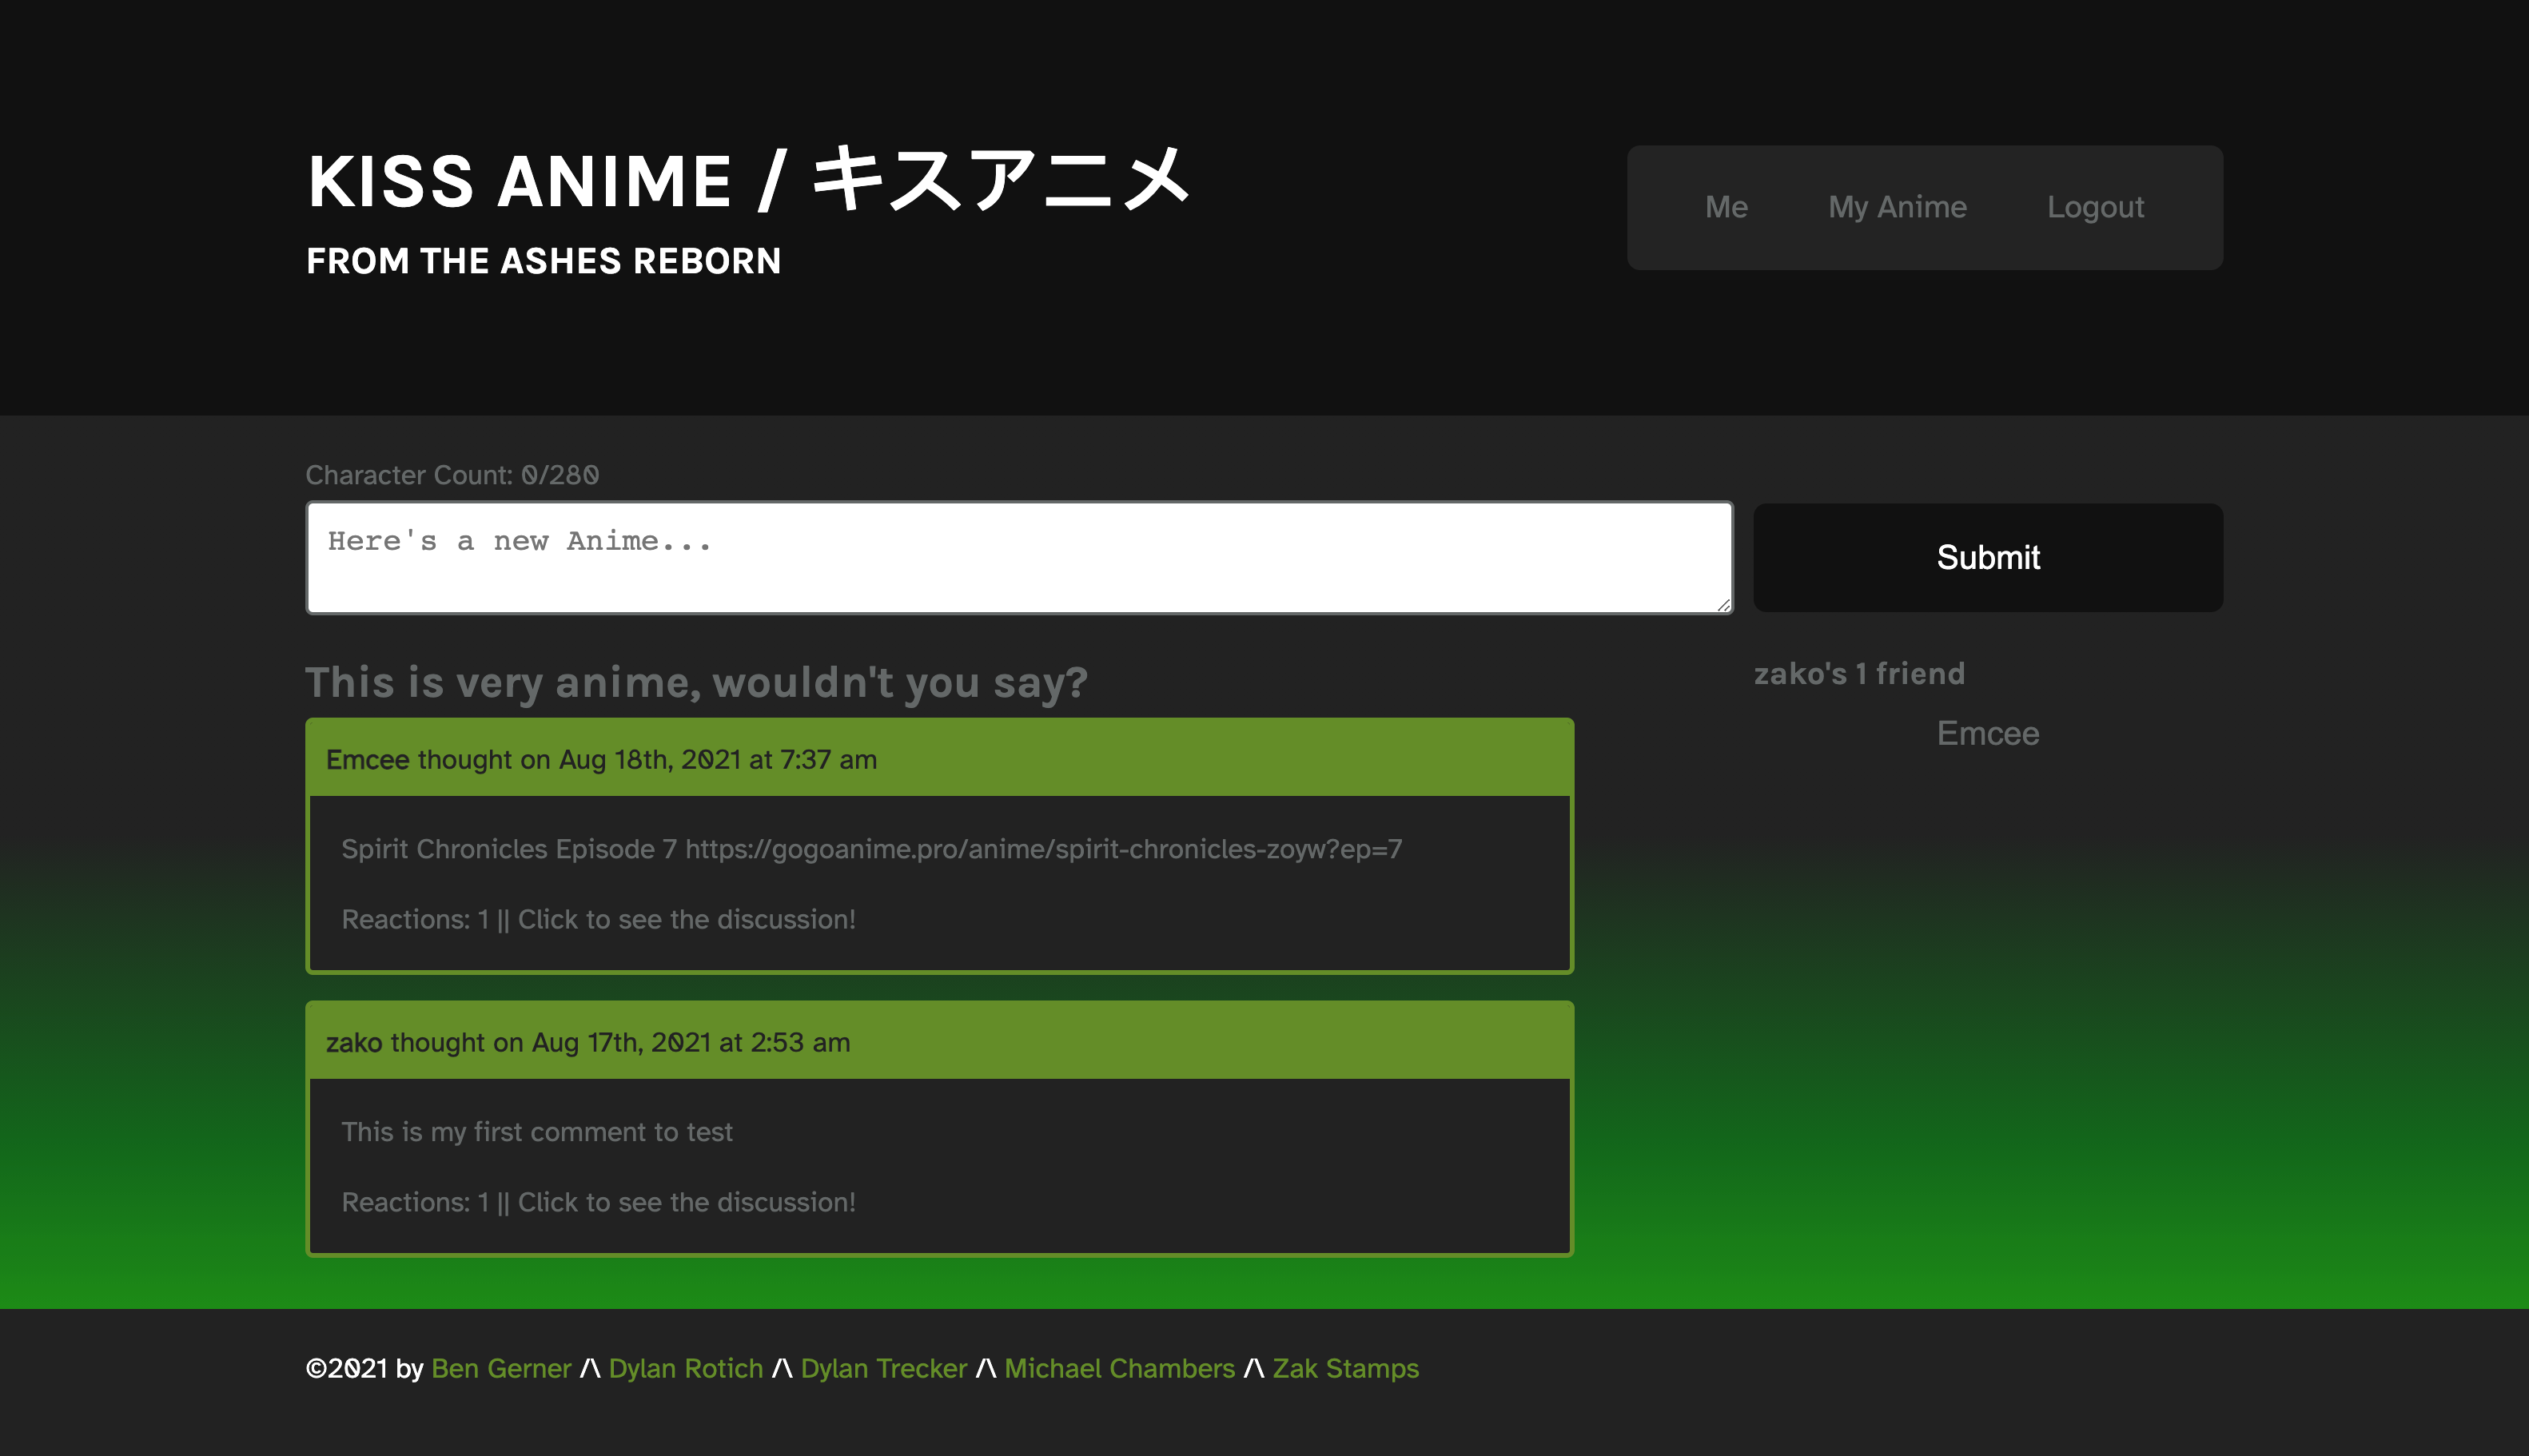 KISS ANIME / キスアニメ
FROM THE ASHES REBORN
Me My Anime Logout
Character Count: 0/280
Here's a new Anime...
Submit
This is very anime, wouldn't you say?
Emcee thought on Aug 18th, 2021 at 7:37 am
Spirit Chronicles Episode 7 https://gogoanime.pro/anime/spirit-chronicles-zoyw?ep=7
Reactions: 1 || Click to see the discussion!
zako thought on Aug 17th, 2021 at 2:53 am
This is my first comment to test
Reactions: 1 || Click to see the discussion!
zako's 1 friend
Emcee
©2021 by Ben Gerner /\ Dylan Rotich /\ Dylan Trecker /\ Michael Chambers /\ Zak Stamps